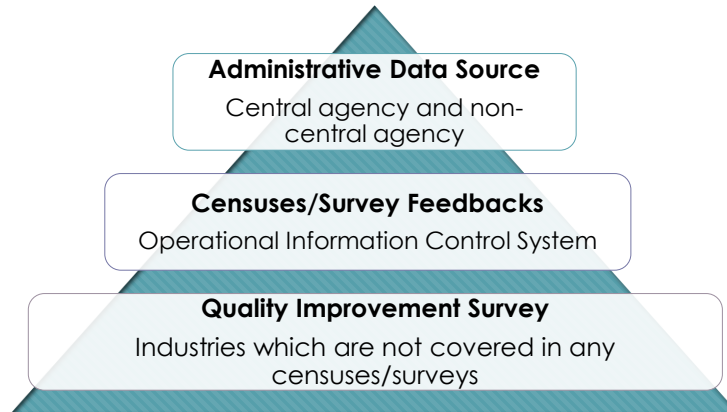 Administrative Data Source
Central agency and non-
central agency
Censuses/Survey Feedbacks
Operational Information Control System
Quality Improvement Survey
Industries which are not covered in any
censuses/surveys